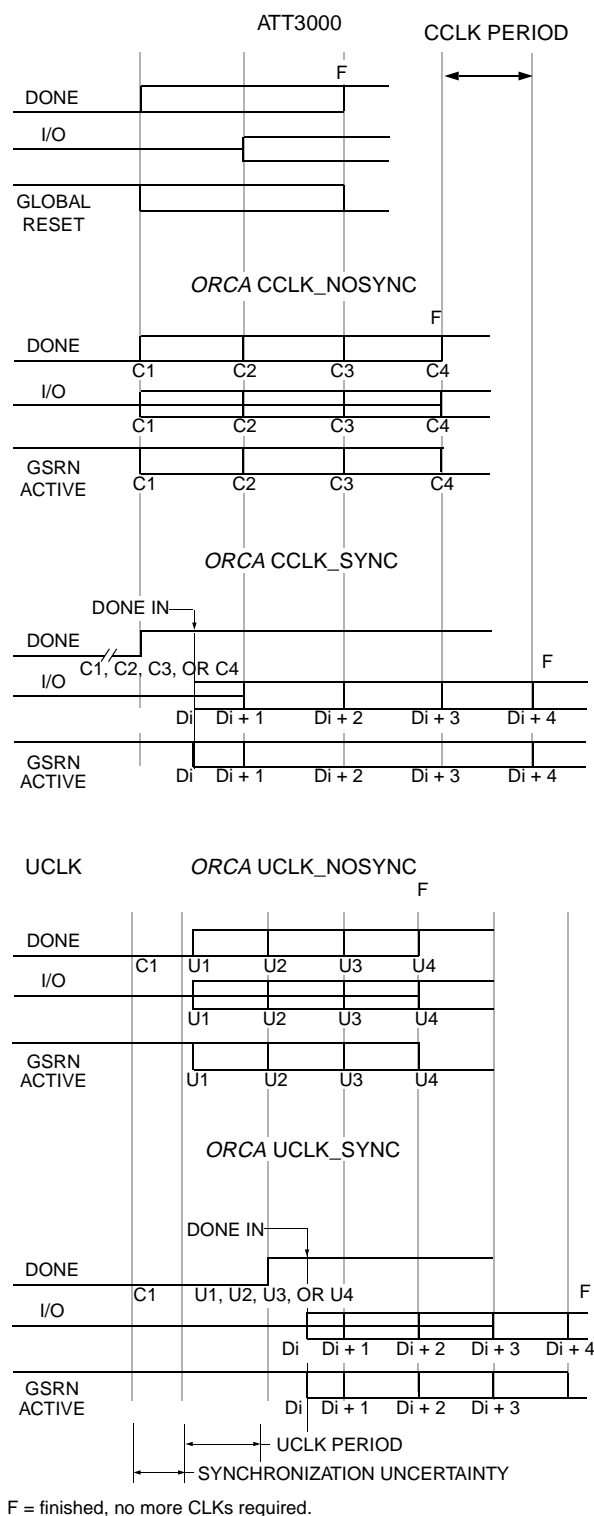 ATT3000
CCLK PERIOD
F
DONE
I/O
GLOBAL
RESET
ORCA CCLK_NOSYNC
F
DONE
C1 C2 C3 C4
I/O
C1 C2 C3 C4
GSRN
ACTIVE
C1 C2 C3 C4
ORCA CCLK_SYNC
DONE IN
DONE
C1, C2, C3, OR C4
F
I/O
Di Di + 1 Di + 2 Di + 3 Di + 4
GSRN
ACTIVE
Di Di + 1 Di + 2 Di + 3 Di + 4
UCLK
ORCA UCLK_NOSYNC
F
DONE
C1 U1 U2 U3 U4
I/O
U1 U2 U3 U4
GSRN
ACTIVE
U1 U2 U3 U4
ORCA UCLK_SYNC
DONE IN
DONE
C1 U1, U2, U3, OR U4
F
I/O
Di Di + 1 Di + 2 Di + 3 Di + 4
GSRN
ACTIVE
Di Di + 1 Di + 2 Di + 3
UCLK PERIOD
SYNCHRONIZATION UNCERTAINTY
F = finished, no more CLKs required.